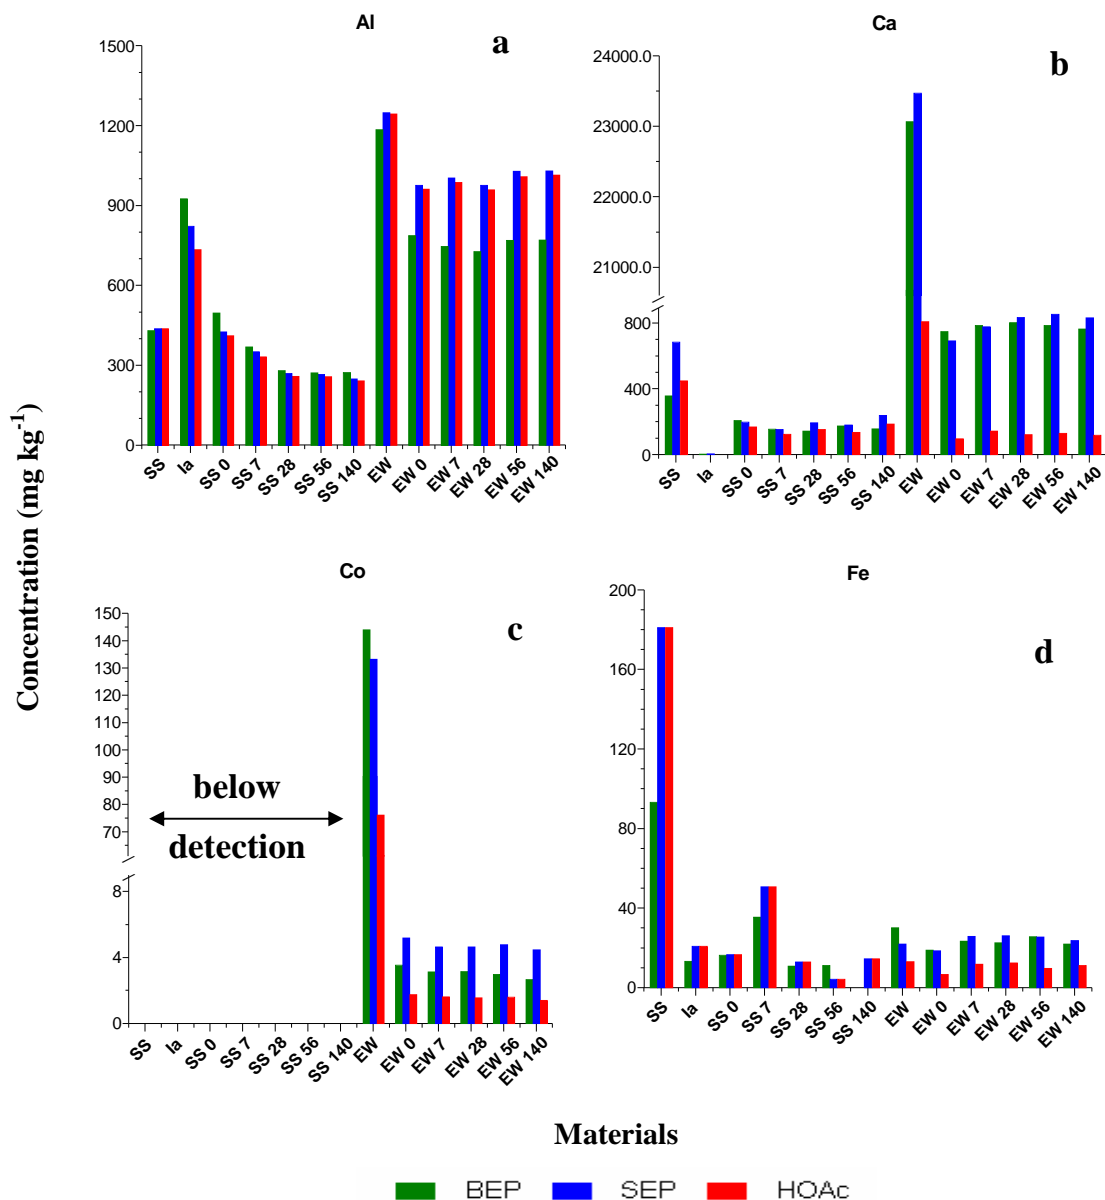 Al
a
1500
1200
900
600
300
0
SS
Ia
SS 0
SS 7
SS 28
SS 56
SS 140
EW
EW 0
EW 7
EW 28
EW 56
EW 140
Ca
b
24000.0
23000.0
22000.0
21000.0
800
400
0
SS
Ia
SS 0
SS 7
SS 28
SS 56
SS 140
EW
EW 0
EW 7
EW 28
EW 56
EW 140
Concentration (mg kg-1)
Co
c
150
140
130
120
110
100
90
80
70
8
4
0
below
detection
SS
Ia
SS 0
SS 7
SS 28
SS 56
SS 140
EW
EW 0
EW 7
EW 28
EW 56
EW 140
Fe
d
200
160
120
80
40
0
SS
Ia
SS 0
SS 7
SS 28
SS 56
SS 140
EW
EW 0
EW 7
EW 28
EW 56
EW 140
Materials
BEP SEP HOAc